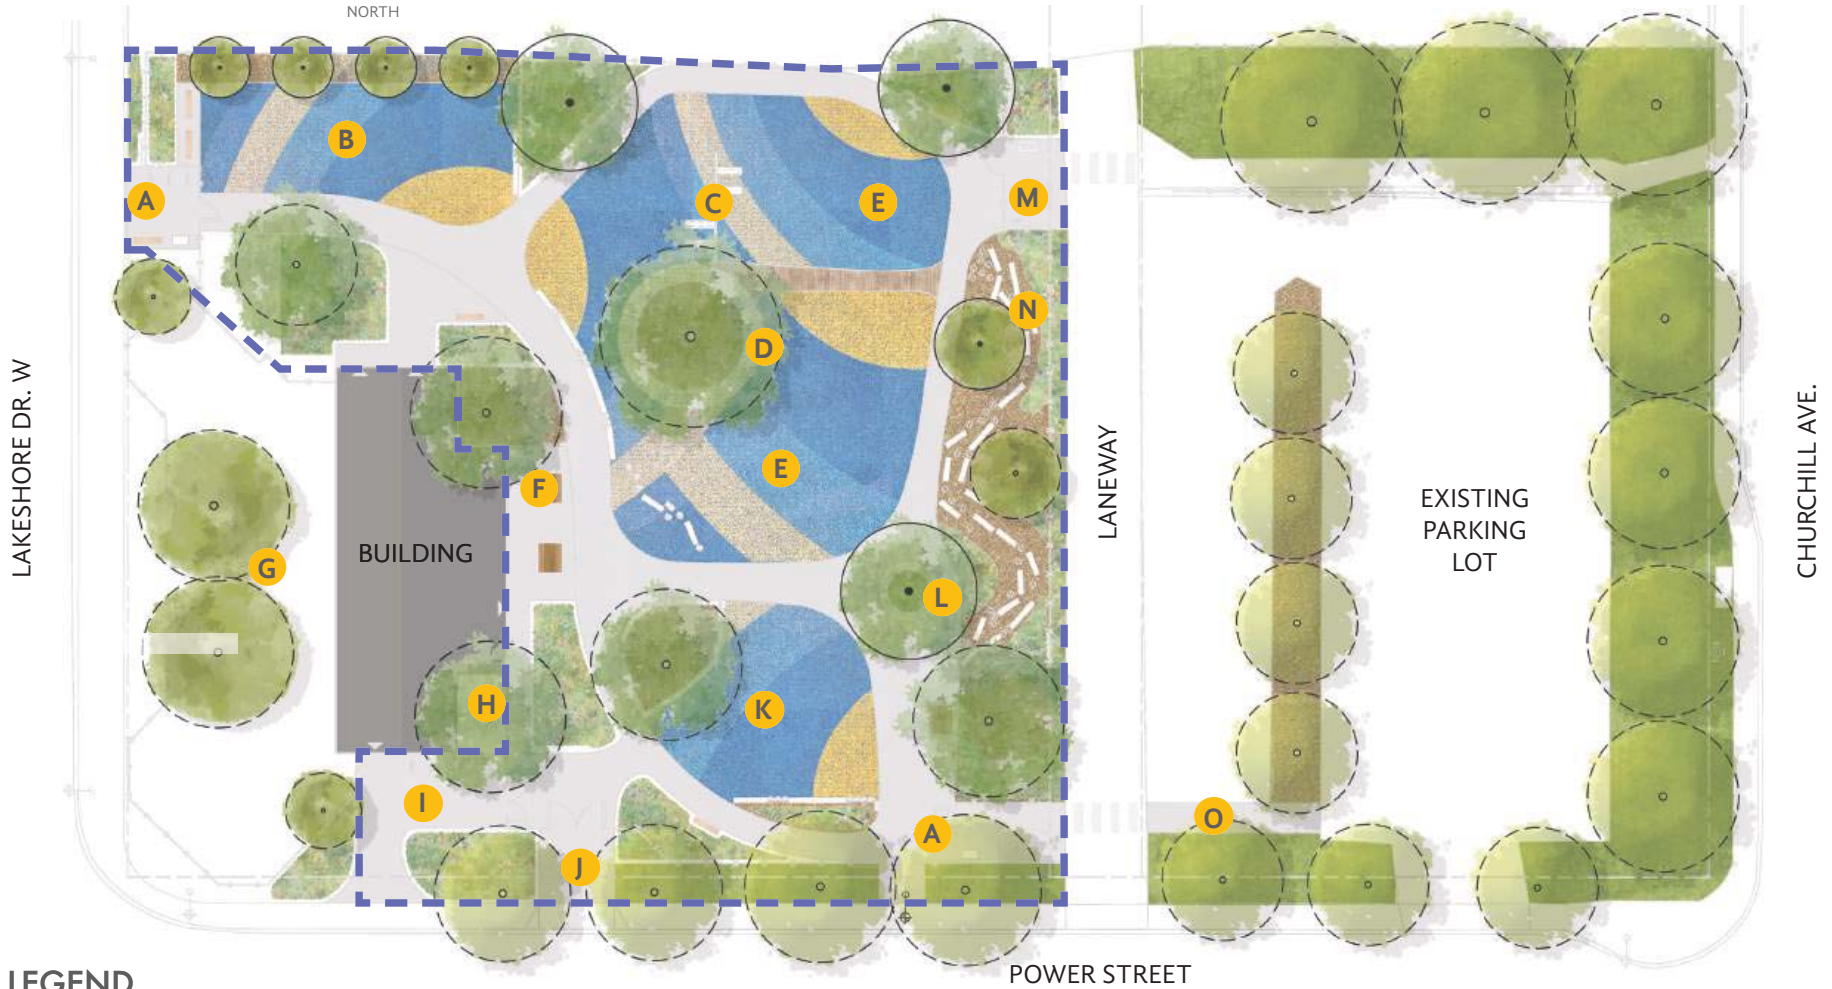 NORTH
B
A
C
E
M
N
D
LAKESHORE DR. W
E
F
LANEWAY
EXISTING
PARKING
LOT
CHURCHILL AVE.
BUILDING
G
L
H
K
I
A
O
J
POWER STREET
LEGEND